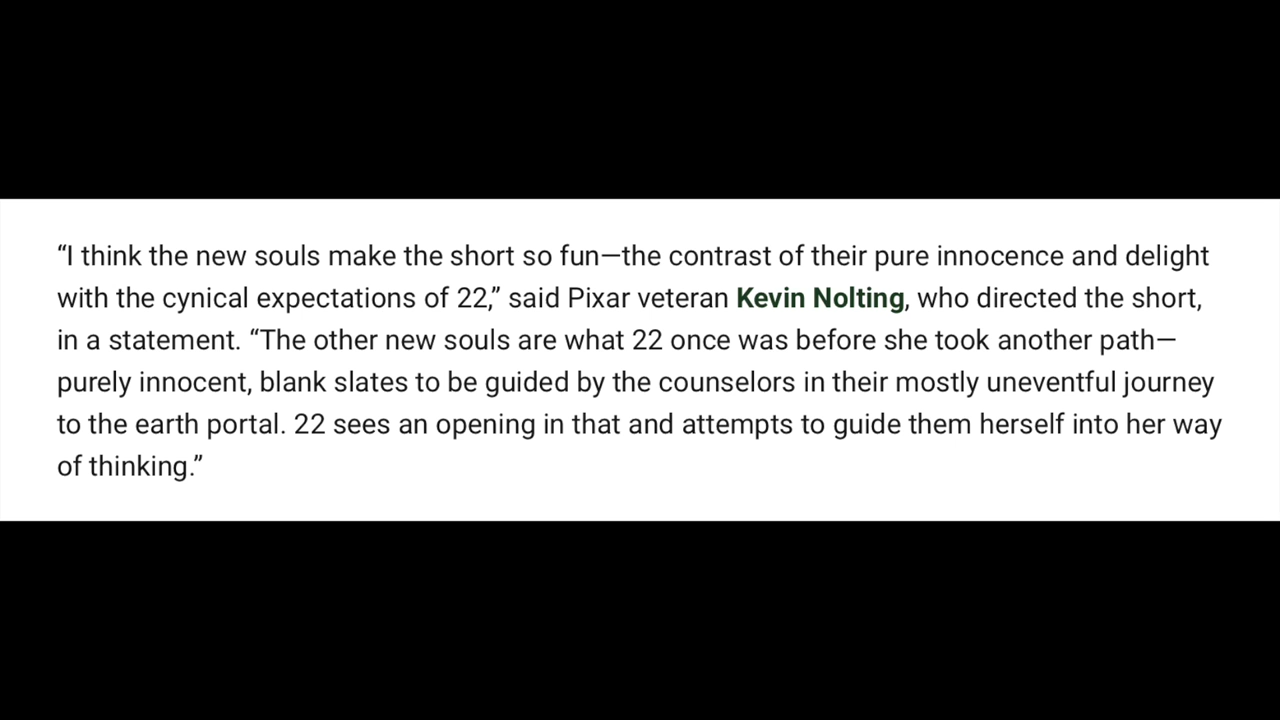 “I think the new souls make the short so fun—the contrast of their pure innocence and delight
with the cynical expectations of 22,” said Pixar veteran Kevin Nolting, who directed the short,
in a statement. “The other new souls are what 22 once was before she took another path—
purely innocent, blank slates to be guided by the counselors in their mostly uneventful journey
to the earth portal. 22 sees an opening in that and attempts to guide them herself into her way
of thinking.”